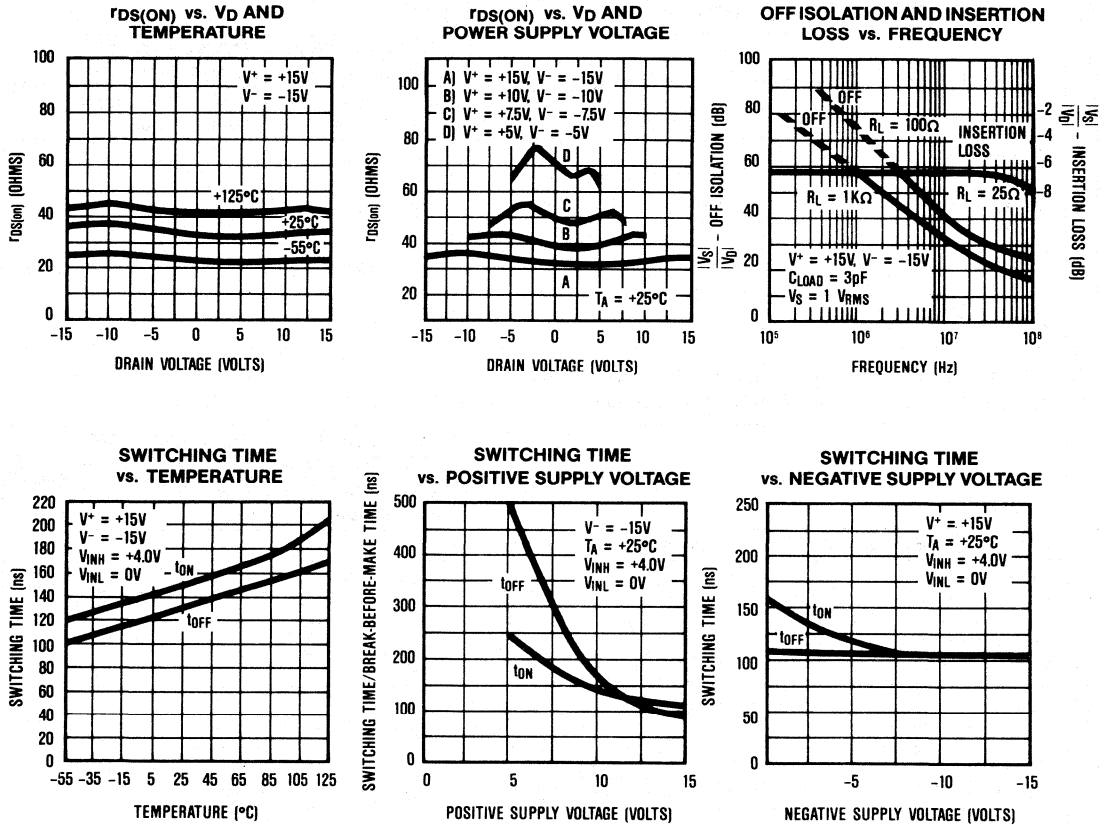 rDS(ON) vs. VD AND
TEMPERATURE
rDS(on) (OHMS)
100
80
60
40
20
0
V+ = +15V
V− = −15V
+125°C
+25°C
−55°C
−15 −10 −5 0 5 10 15
DRAIN VOLTAGE (VOLTS)
rDS(ON) vs. VD AND
POWER SUPPLY VOLTAGE
rDS(on) (OHMS)
100
80
60
40
20
A) V+ = +15V, V− = −15V
B) V+ = +10V, V− = −10V
C) V+ = +7.5V, V− = −7.5V
D) V+ = +5V, V− = −5V
D
C
B
A
TA = +25°C
−15 −10 −5 0 5 10 15
DRAIN VOLTAGE (VOLTS)
OFF ISOLATION AND INSERTION
LOSS vs. FREQUENCY
|VS| / |VD| - OFF ISOLATION (dB)
100
80
60
40
20
0
OFF
OFF
RL = 100Ω
INSERTION
LOSS
RL = 1KΩ
RL = 25Ω
V+ = +15V, V− = −15V
CLOAD = 3pF
VS = 1 VRMS
−2
−4
−6
−8
|VS| / |VD| - INSERTION LOSS (dB)
10⁵ 10⁶ 10⁷ 10⁸
FREQUENCY (Hz)
SWITCHING TIME
vs. TEMPERATURE
SWITCHING TIME (ns)
220
200
180
160
140
120
100
80
60
40
20
0
V+ = +15V
V− = −15V
VINH = +4.0V
VINL = 0V
tON
tOFF
−55 −35 −15 5 25 45 65 85 105 125
TEMPERATURE (°C)
SWITCHING TIME
vs. POSITIVE SUPPLY VOLTAGE
SWITCHING TIME/BREAK-BEFORE-MAKE TIME (ns)
500
400
300
200
100
0
V− = −15V
TA = +25°C
VINH = +4.0V
VINL = 0V
tOFF
tON
0 5 10 15
POSITIVE SUPPLY VOLTAGE (VOLTS)
SWITCHING TIME
vs. NEGATIVE SUPPLY VOLTAGE
SWITCHING TIME (ns)
250
200
150
100
50
0
V+ = +15V
TA = +25°C
VINH = +4.0V
VINL = 0V
tON
tOFF
−5 −10 −15
NEGATIVE SUPPLY VOLTAGE (VOLTS)